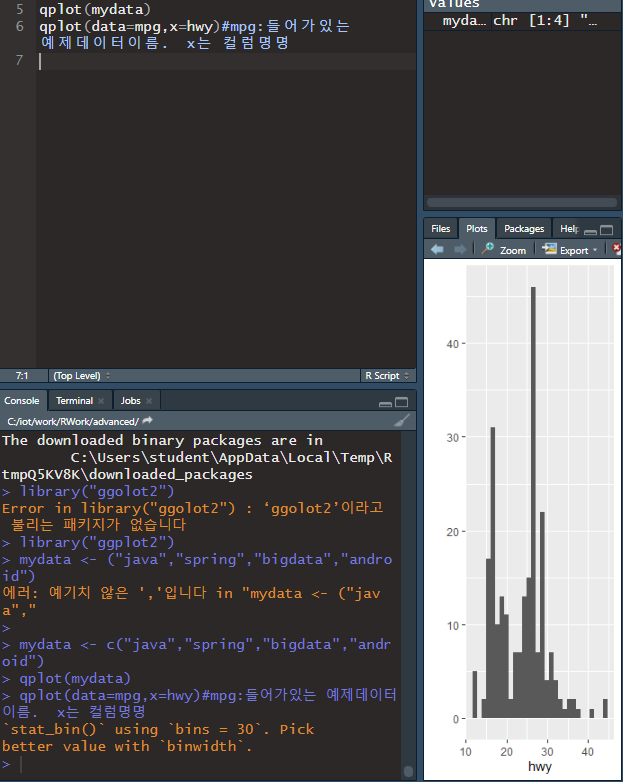 5 qplot(mydata)
6 qplot(data=mpg,x=hwy)#mpg:들어가있는
예제데이터이름. x는 컬럼명명
7
7:1 (Top Level) R Script
Console Terminal Jobs
C:/iot/work/RWork/advanced/
The downloaded binary packages are in
C:\Users\student\AppData\Local\Temp\R
tmpQ5KV8K\downloaded_packages
> library("ggolot2")
Error in library("ggolot2") : ‘ggolot2’이라고
불리는 패키지가 없습니다
> library("ggplot2")
> mydata <- ("java","spring","bigdata","andro
id")
에러: 예기치 않은 ','입니다 in "mydata <- ("jav
a","
>
> mydata <- c("java","spring","bigdata","andr
oid")
> qplot(mydata)
> qplot(data=mpg,x=hwy)#mpg:들어가있는 예제데이터
이름. x는 컬럼명명
`stat_bin()` using `bins = 30`. Pick
better value with `binwidth`.
>
Values
myda… chr [1:4] "…
Files Plots Packages Help
Zoom Export
40
30
20
10
0
10 20 30 40
hwy